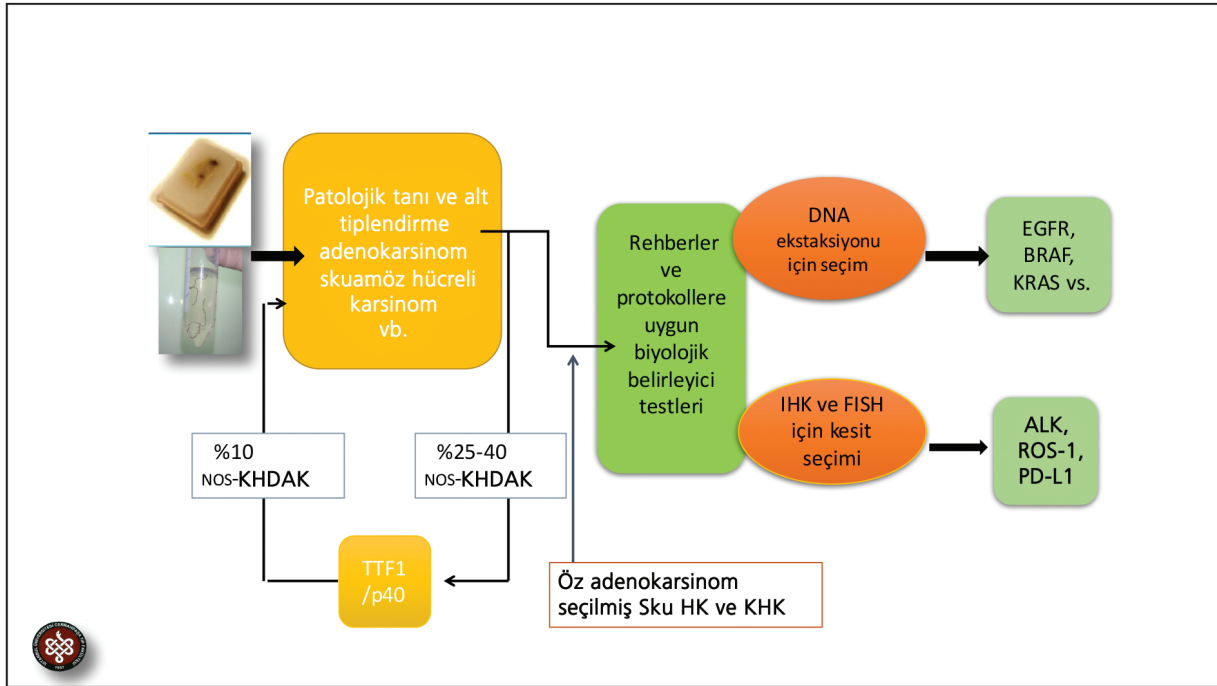 Patolojik tanı ve alt
tiplendirme
adenokarsinom
skuamöz hücreli
karsinom
vb.
Rehberler
ve
protokollere
uygun
biyolojik
belirleyici
testleri
DNA
ekstaksiyonu
için seçim
EGFR,
BRAF,
KRAS vs.
IHK ve FISH
için kesit
seçimi
ALK,
ROS-1,
PD-L1
%10
NOS-KHDAK
%25-40
NOS-KHDAK
TTF1
/p40
Öz adenokarsinom
seçilmiş Sku HK ve KHK